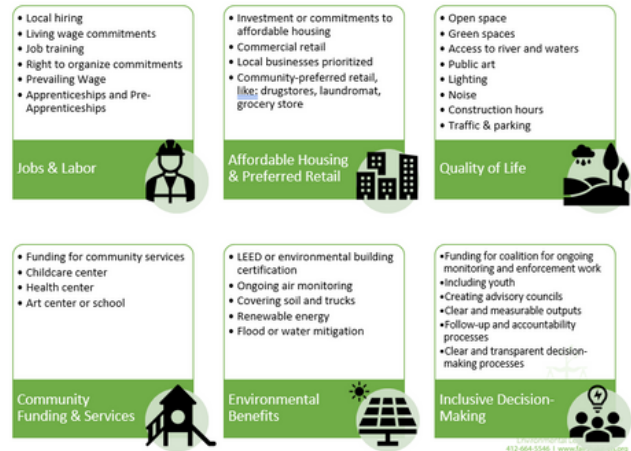 • Local hiring
• Living wage commitments
• Job training
• Right to organize commitments
• Prevailing Wage
• Apprenticeships and Pre-
Apprenticeships
Jobs & Labor
• Investment or commitments to
affordable housing
• Commercial retail
• Local businesses prioritized
• Community-preferred retail,
like; drugstores, laundromat,
grocery store
Affordable Housing
& Preferred Retail
• Open space
• Green spaces
• Access to river and waters
• Public art
• Lighting
• Noise
• Construction hours
• Traffic & parking
Quality of Life
• Funding for community services
• Childcare center
• Health center
• Art center or school
Community
Funding & Services
• LEED or environmental building
certification
• Ongoing air monitoring
• Covering soil and trucks
• Renewable energy
• Flood or water mitigation
Environmental
Benefits
•Funding for coalition for ongoing
monitoring and enforcement work
•Including youth
•Creating advisory councils
•Clear and measurable outputs
•Follow-up and accountability
processes
•Clear and transparent decision-
making processes
Inclusive Decision-
Making
412-664-5546 |